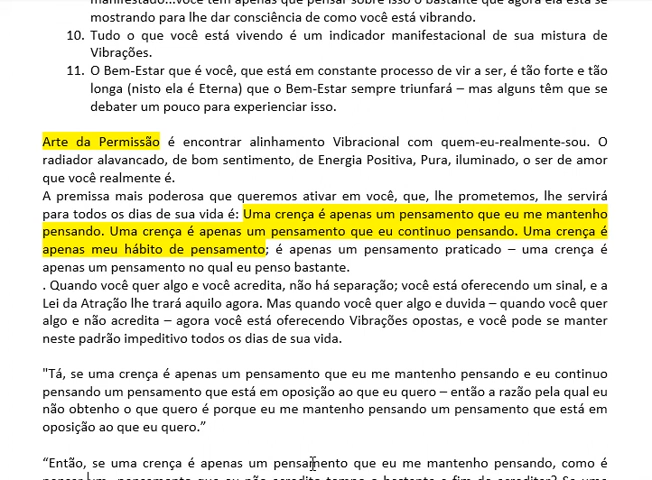 manifestado...você tem apenas que pensar sobre isso o bastante que agora ela está se
mostrando para lhe dar consciência de como você está vibrando.
10. Tudo o que você está vivendo é um indicador manifestacional de sua mistura de
Vibrações.
11. O Bem-Estar que é você, que está em constante processo de vir a ser, é tão forte e tão
longa (nisto ela é Eterna) que o Bem-Estar sempre triunfará – mas alguns têm que se
debater um pouco para experienciar isso.
Arte da Permissão é encontrar alinhamento Vibracional com quem-eu-realmente-sou. O
radiador alavancado, de bom sentimento, de Energia Positiva, Pura, iluminado, o ser de amor
que você realmente é.
A premissa mais poderosa que queremos ativar em você, que, lhe prometemos, lhe servirá
para todos os dias de sua vida é: Uma crença é apenas um pensamento que eu me mantenho
pensando. Uma crença é apenas um pensamento que eu continuo pensando. Uma crença é
apenas meu hábito de pensamento; é apenas um pensamento praticado – uma crença é
apenas um pensamento no qual eu penso bastante.
. Quando você quer algo e você acredita, não há separação; você está oferecendo um sinal, e a
Lei da Atração lhe trará aquilo agora. Mas quando você quer algo e duvida – quando você quer
algo e não acredita – agora você está oferecendo Vibrações opostas, e você pode se manter
neste padrão impeditivo todos os dias de sua vida.
"Tá, se uma crença é apenas um pensamento que eu me mantenho pensando e eu continuo
pensando um pensamento que está em oposição ao que eu quero – então a razão pela qual eu
não obtenho o que quero é porque eu me mantenho pensando um pensamento que está em
oposição ao que eu quero.”
“Então, se uma crença é apenas um pensamento que eu me mantenho pensando, como é